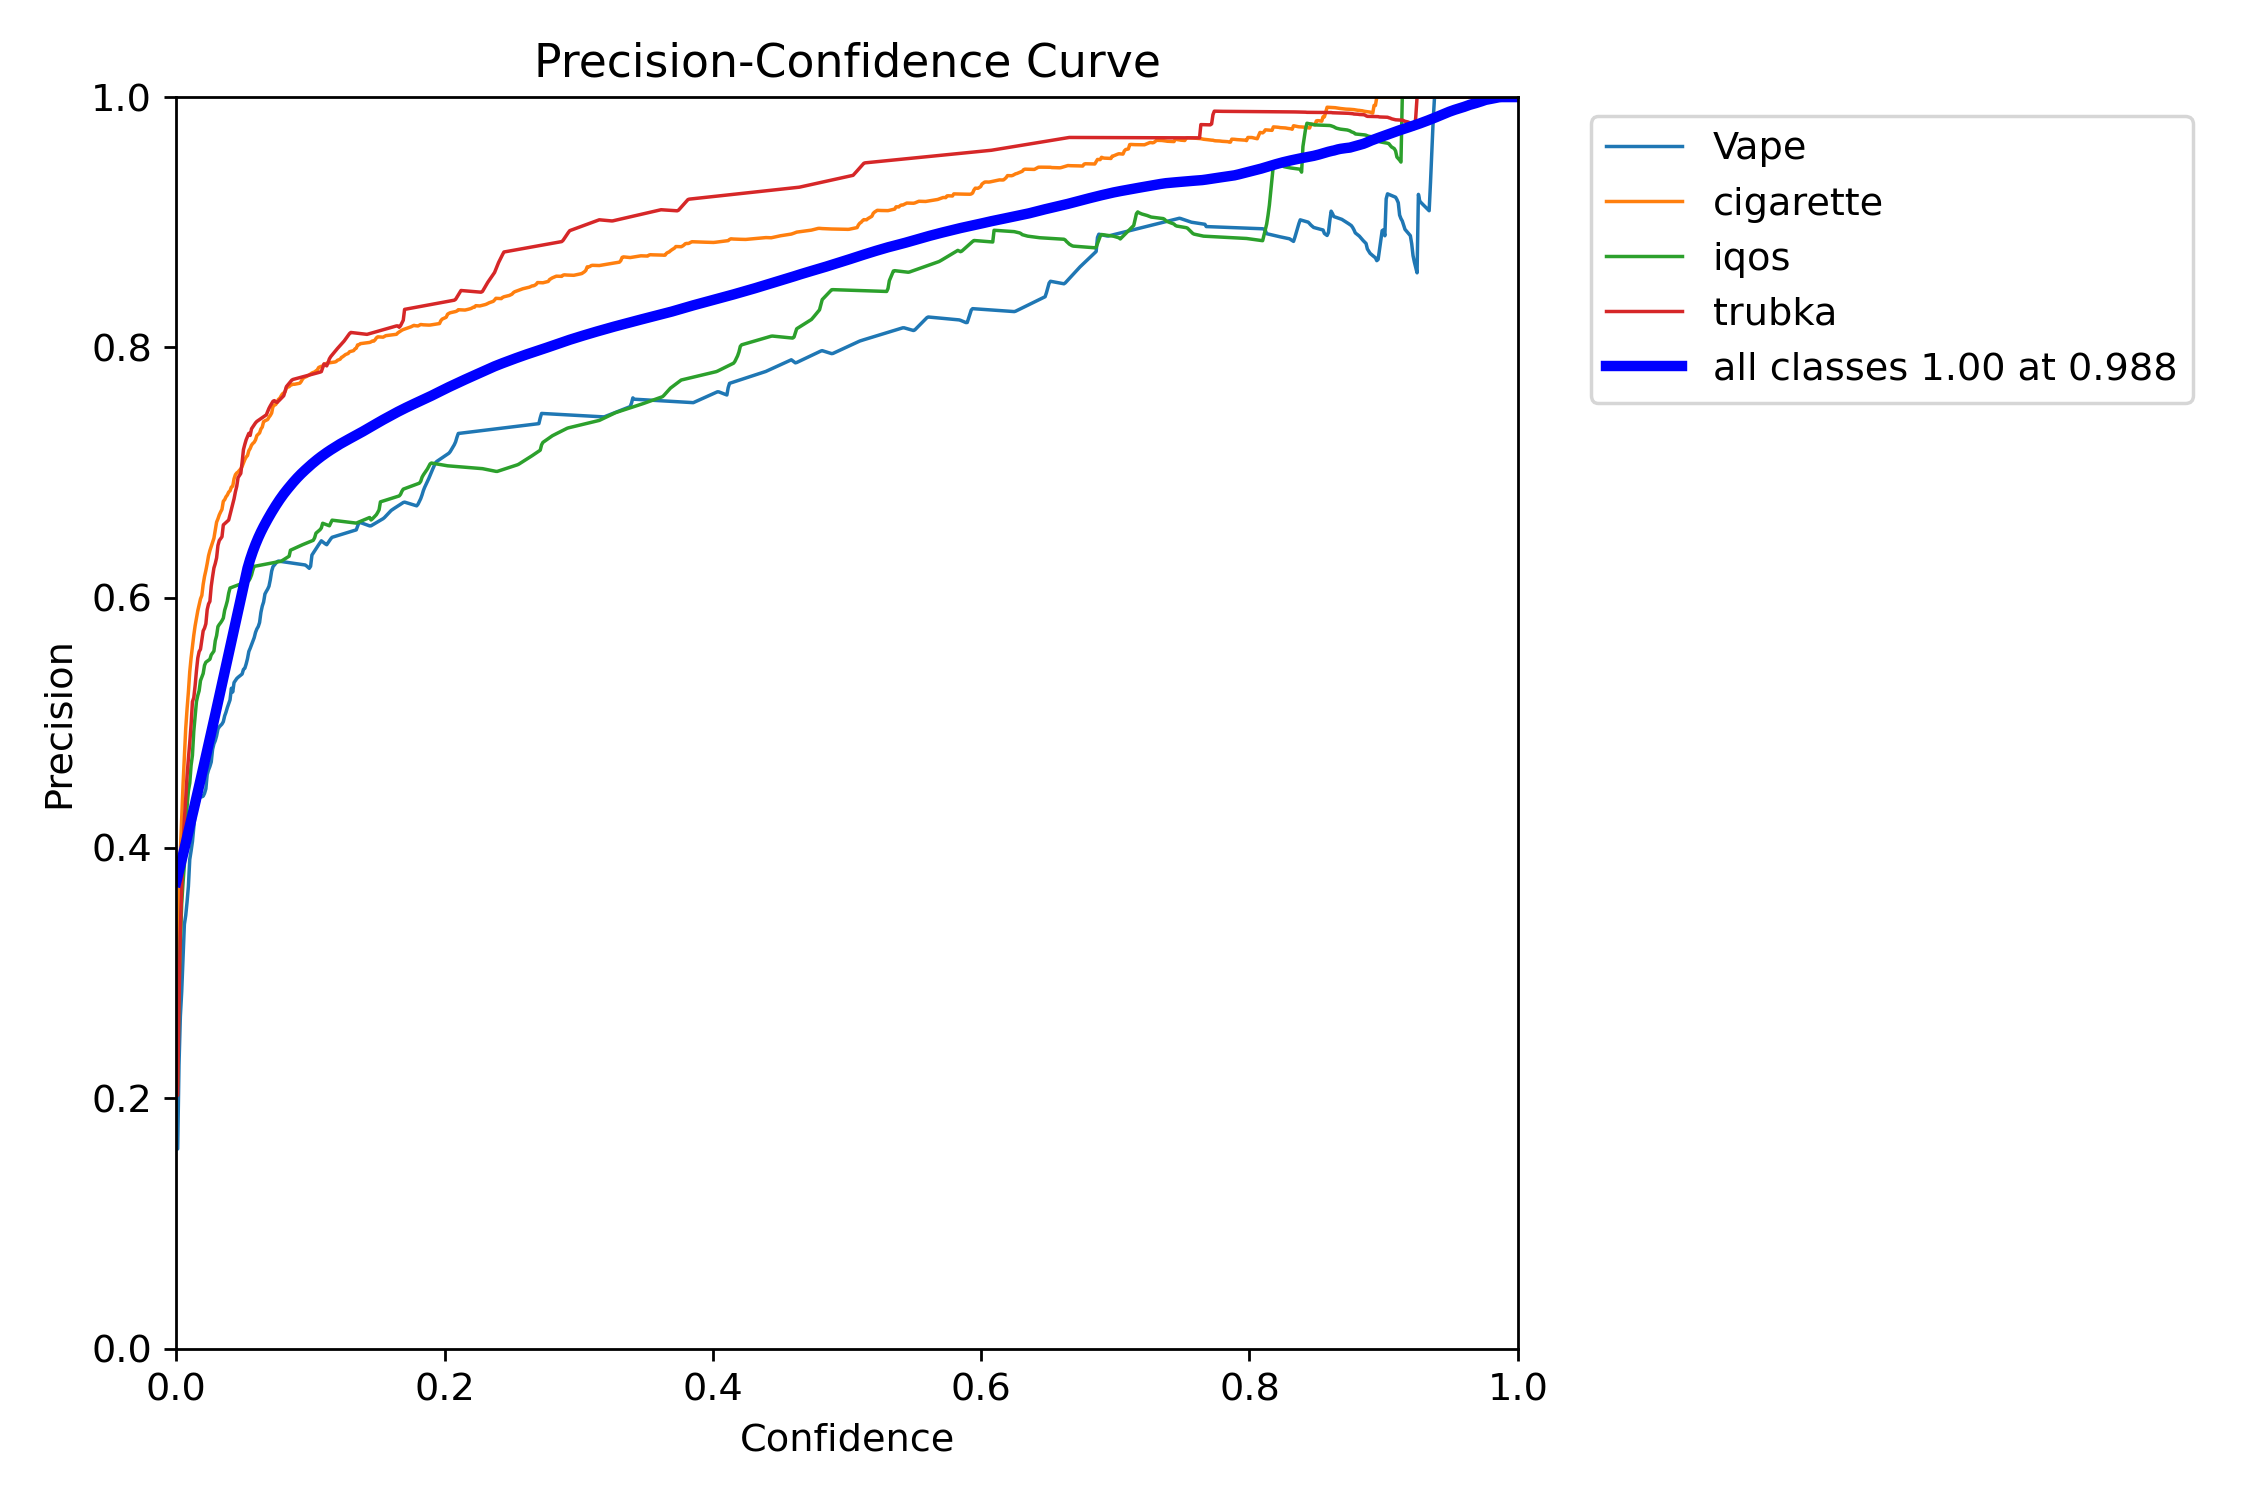 Precision-Confidence Curve
1.0
0.8
0.6
0.4
0.2
0.0
Precision
0.0 0.2 0.4 0.6 0.8 1.0
Confidence
Vape
cigarette
iqos
trubka
all classes 1.00 at 0.988